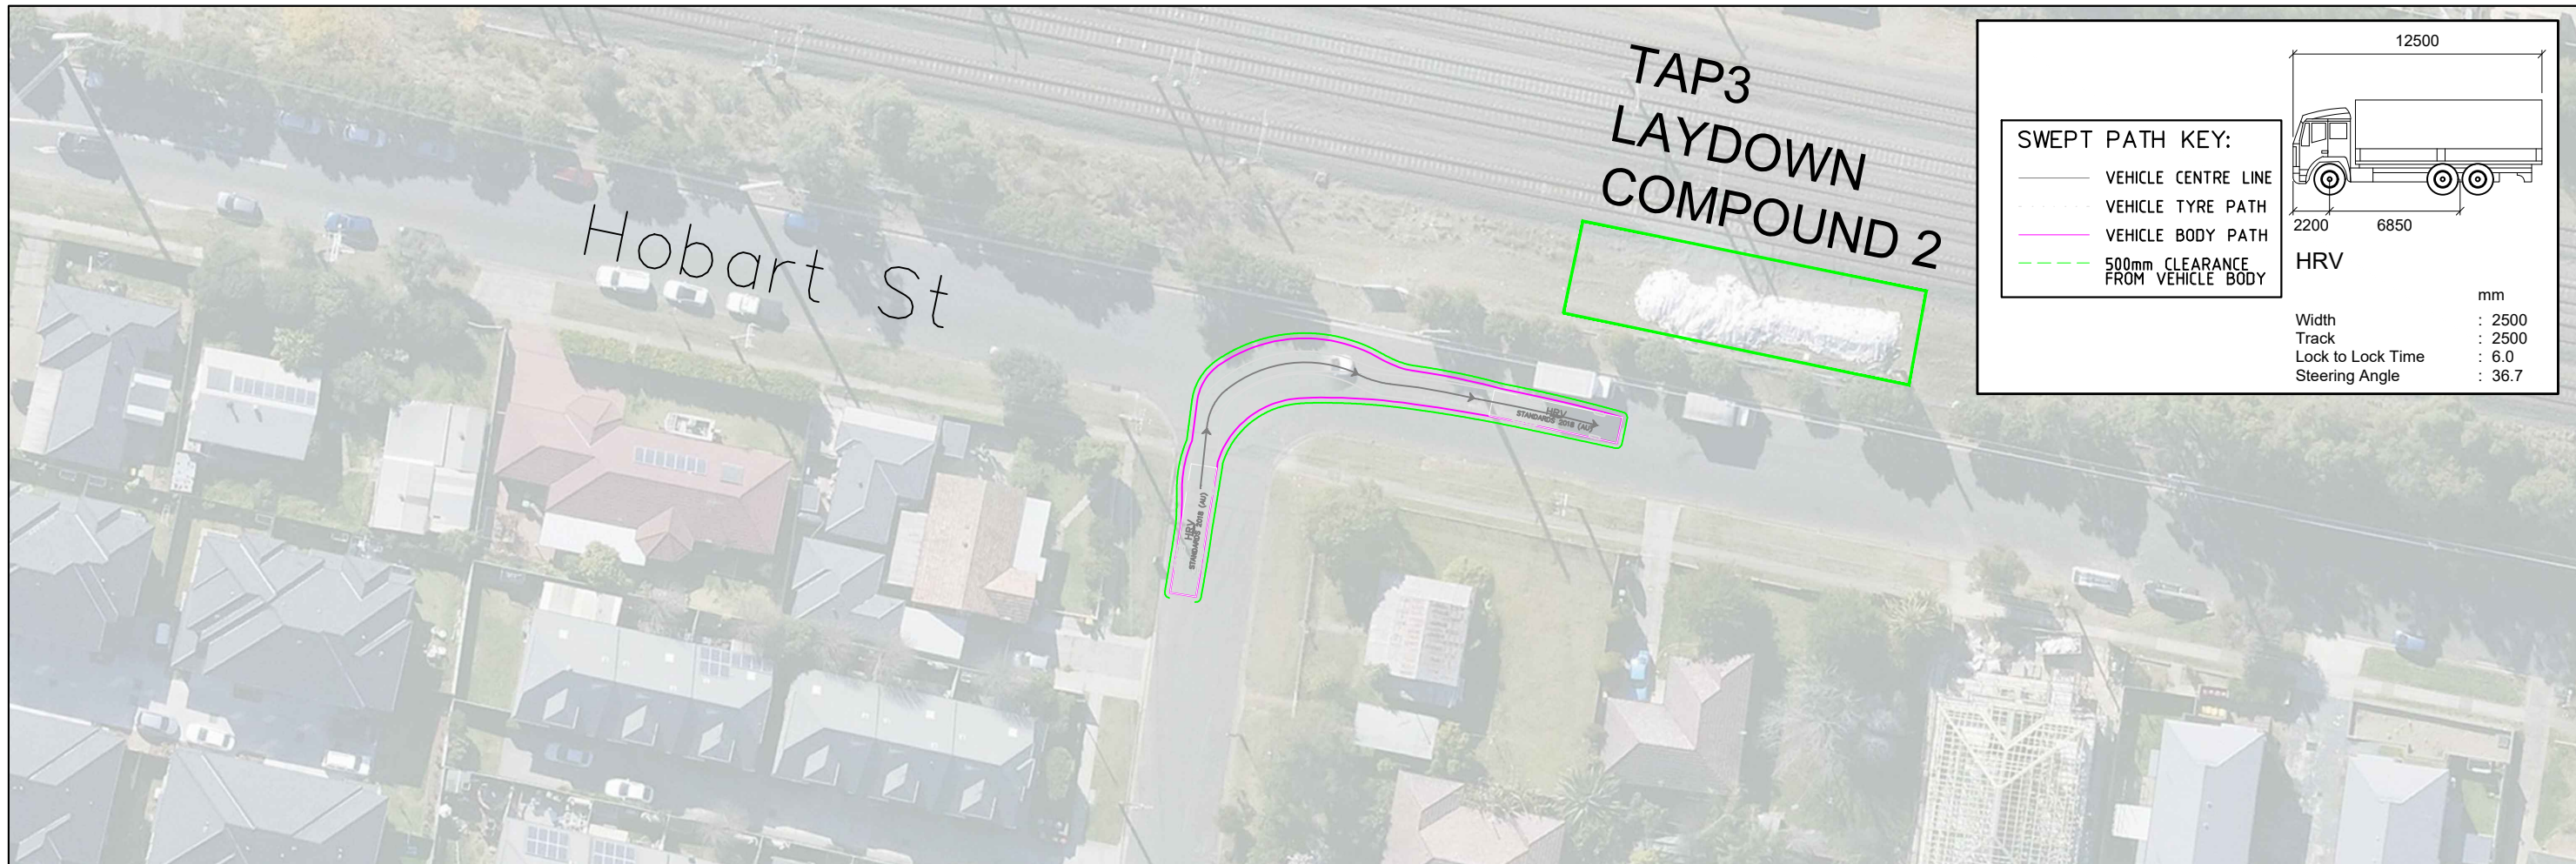 TAP3
LAYDOWN
COMPOUND 2
Hobart St
HRV
STANDARDS 2018 (AU)
HRV
STANDARDS 2018 (AU)
SWEPT PATH KEY:
VEHICLE CENTRE LINE
VEHICLE TYRE PATH
VEHICLE BODY PATH
500mm CLEARANCE
FROM VEHICLE BODY
12500
2200 6850
HRV
mm
Width : 2500
Track : 2500
Lock to Lock Time : 6.0
Steering Angle : 36.7